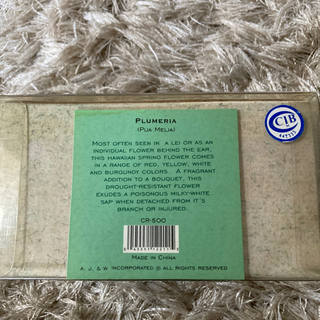 PLUMERIA
(PUA MELIA)
MOST OFTEN SEEN IN A LEI OR AS AN
INDIVIDUAL FLOWER BEHIND THE EAR,
THIS HAWAIIAN SPRING FLOWER COMES
IN A RANGE OF RED, YELLOW, WHITE
AND BURGUNDY COLORS. A FRAGRANT
ADDITION TO A BOUQUET, THIS
DROUGHT-RESISTANT FLOWER
EXUDES A POISONOUS MILKY-WHITE
SAP WHEN DETACHED FROM IT'S
BRANCH OR INJURED.
CR-500
MADE IN CHINA
A. J. & W INCORPORATED © ALL RIGHTS RESERVED
CJB